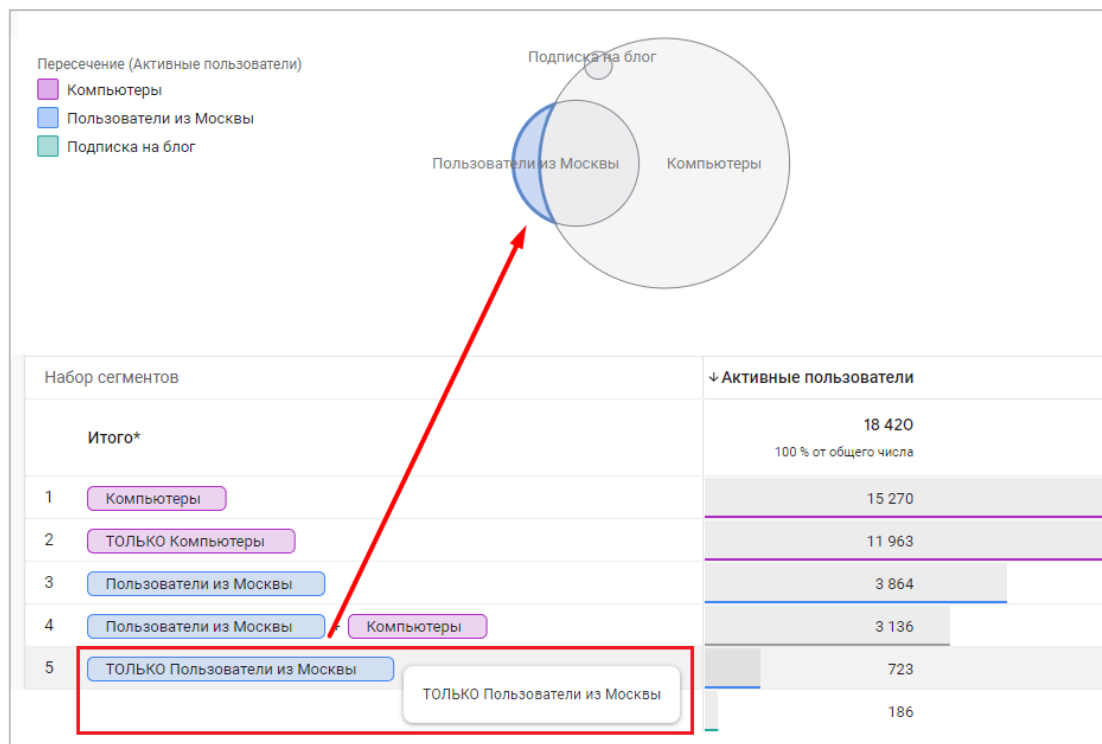 Пересечение (Активные пользователи)
Компьютеры
Пользователи из Москвы
Подписка на блог
Подписка на блог
Пользователи из Москвы
Компьютеры
Набор сегментов
↓ Активные пользователи
Итого*
18 420
100 % от общего числа
1 Компьютеры 15 270
2 ТОЛЬКО Компьютеры 11 963
3 Пользователи из Москвы 3 864
4 Пользователи из Москвы + Компьютеры 3 136
5 ТОЛЬКО Пользователи из Москвы 723
ТОЛЬКО Пользователи из Москвы
186